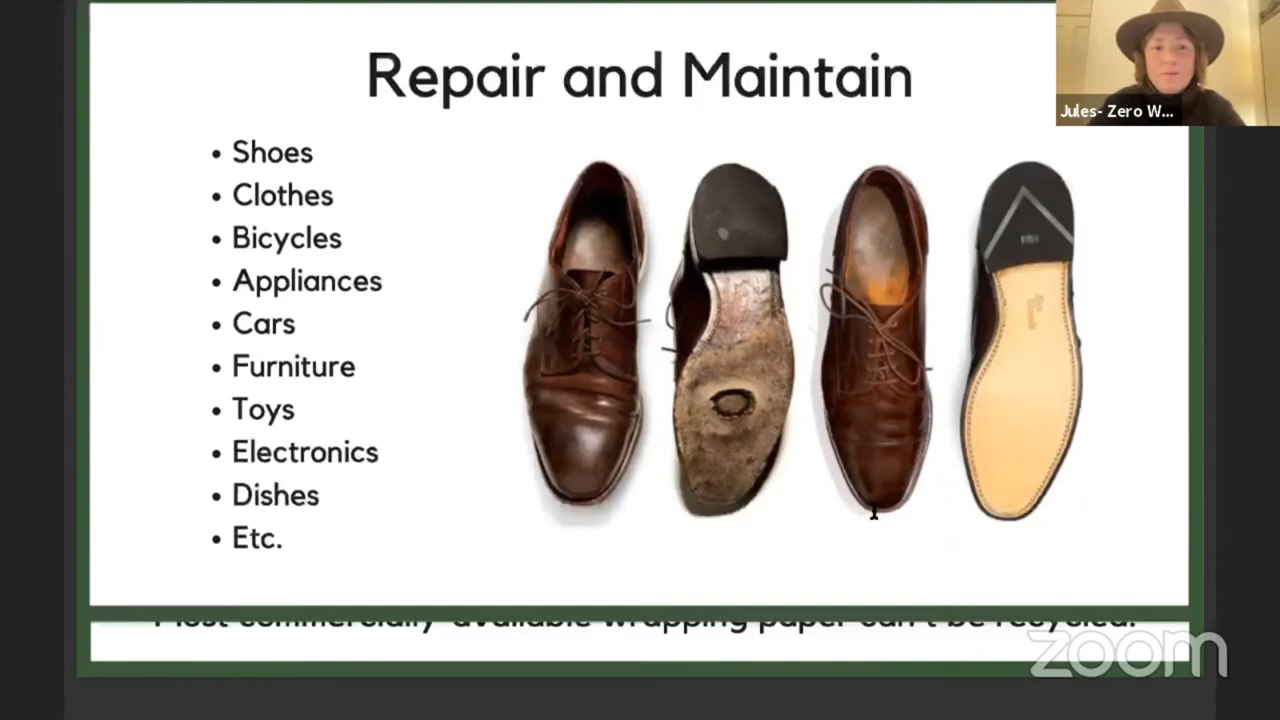 Repair and Maintain
Jules- Zero W...
• Shoes
• Clothes
• Bicycles
• Appliances
• Cars
• Furniture
• Toys
• Electronics
• Dishes
• Etc.
Most commercially available wrapping paper can't be recycled.
zoom